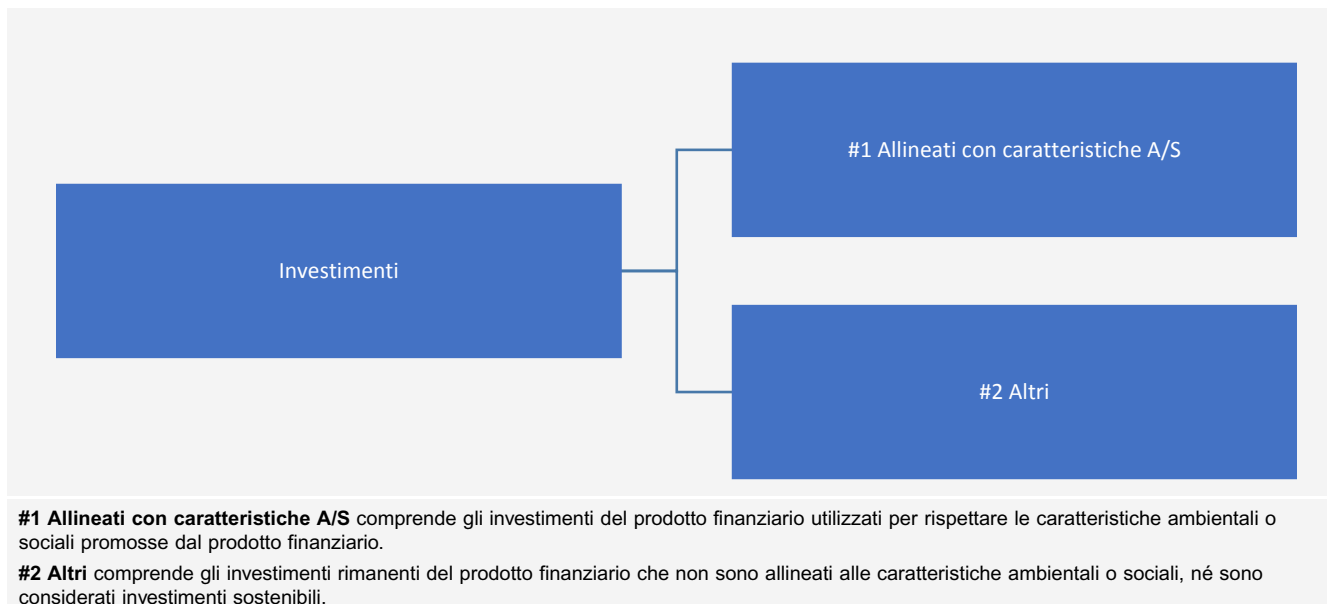 #1 Allineati con caratteristiche A/S
Investimenti
#2 Altri
#1 Allineati con caratteristiche A/S comprende gli investimenti del prodotto finanziario utilizzati per rispettare le caratteristiche ambientali o
sociali promosse dal prodotto finanziario.
#2 Altri comprende gli investimenti rimanenti del prodotto finanziario che non sono allineati alle caratteristiche ambientali o sociali, né sono
considerati investimenti sostenibili.